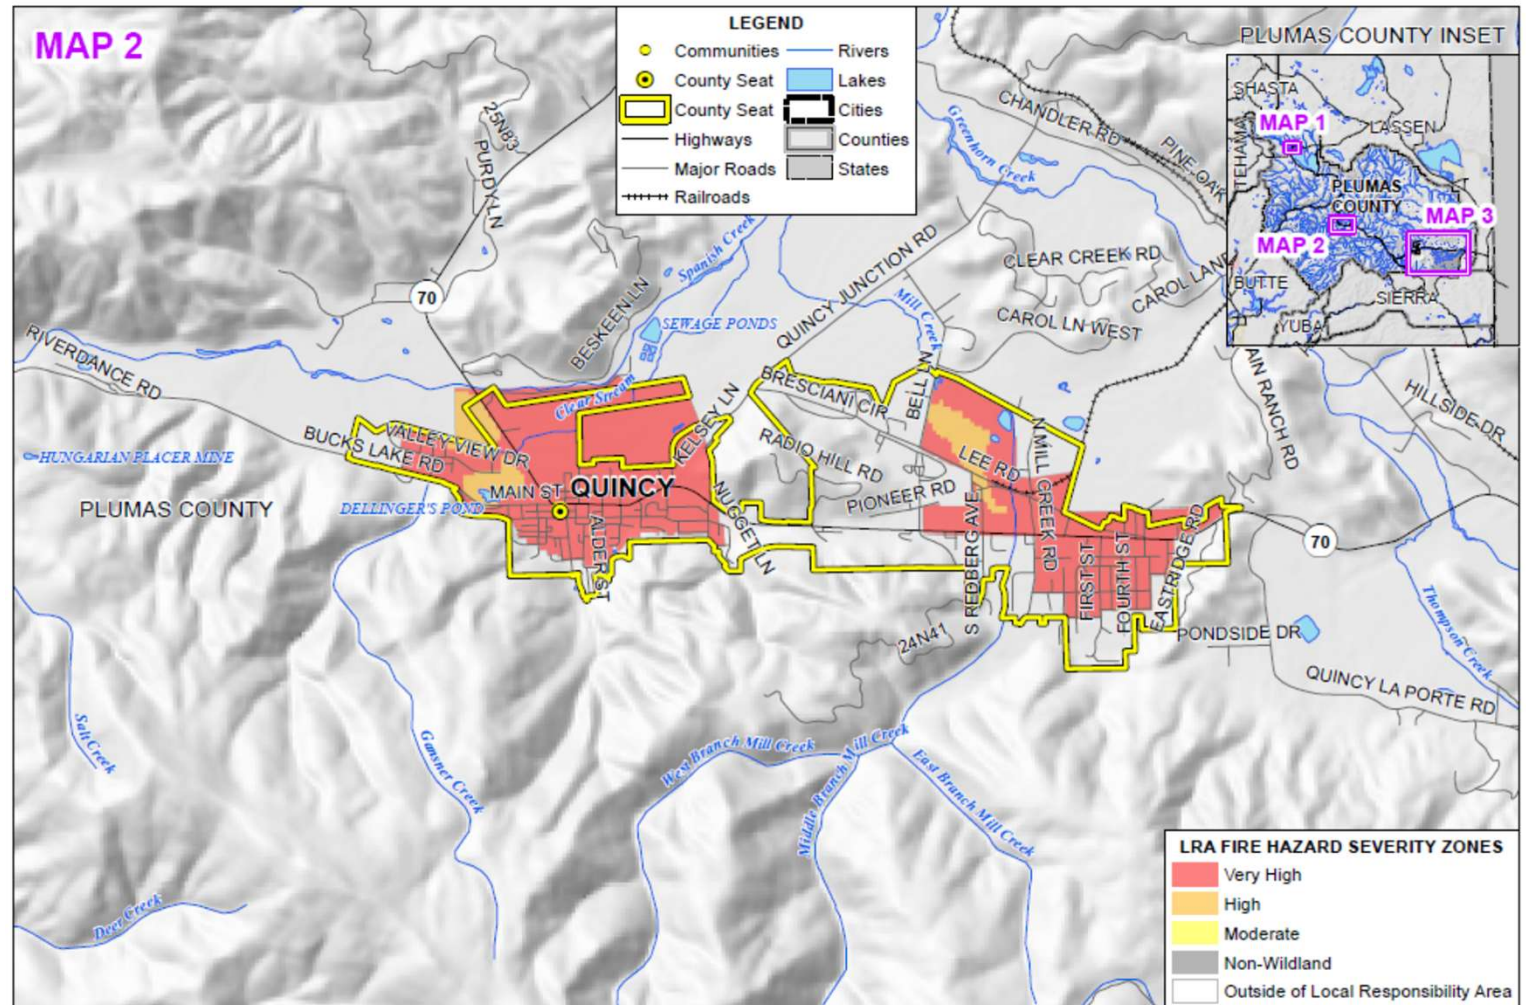 MAP 2
LEGEND
Communities
Rivers
County Seat
Lakes
County Seat
Cities
Highways
Counties
Major Roads
States
Railroads
PLUMAS COUNTY INSET
SHASTA
MAP 1
LASSEN
TEHAMA
PLUMAS
COUNTY
MAP 3
MAP 2
BUTTE
SIERRA
YUBA
25N83
PURDY LN
CHANDLER RD
Greenhorn Creek
PINE OAK
Spanish Creek
QUINCY JUNCTION RD
CLEAR CREEK RD
CAROL LANE
BESKEEN LN
70
Mill Creek
CAROL LN WEST
SEWAGE PONDS
RIVERDANCE RD
AIN RANCH RD
BRESCIANI CIR
BELL LN
HILLSIDE DR
Clear Stream
KELSEY LN
VALLEY VIEW DR
BUCKS LAKE RD
RADIO HILL RD
N MILL CREEK RD
LEE RD
HUNGARIAN PLACER MINE
QUINCY
MAIN ST
PIONEER RD
PLUMAS COUNTY
DELLINGER'S POND
NUGGET LN
ALDER ST
S REDBERG AVE
FIRST ST
FOURTH ST
EASTRIDGE RD
70
24N41
PONDSIDE DR
Thompson Creek
QUINCY LA PORTE RD
Salt Creek
Gansner Creek
West Branch Mill Creek
Middle Branch Mill Creek
East Branch Mill Creek
Deer Creek
LRA FIRE HAZARD SEVERITY ZONES
Very High
High
Moderate
Non-Wildland
Outside of Local Responsibility Area